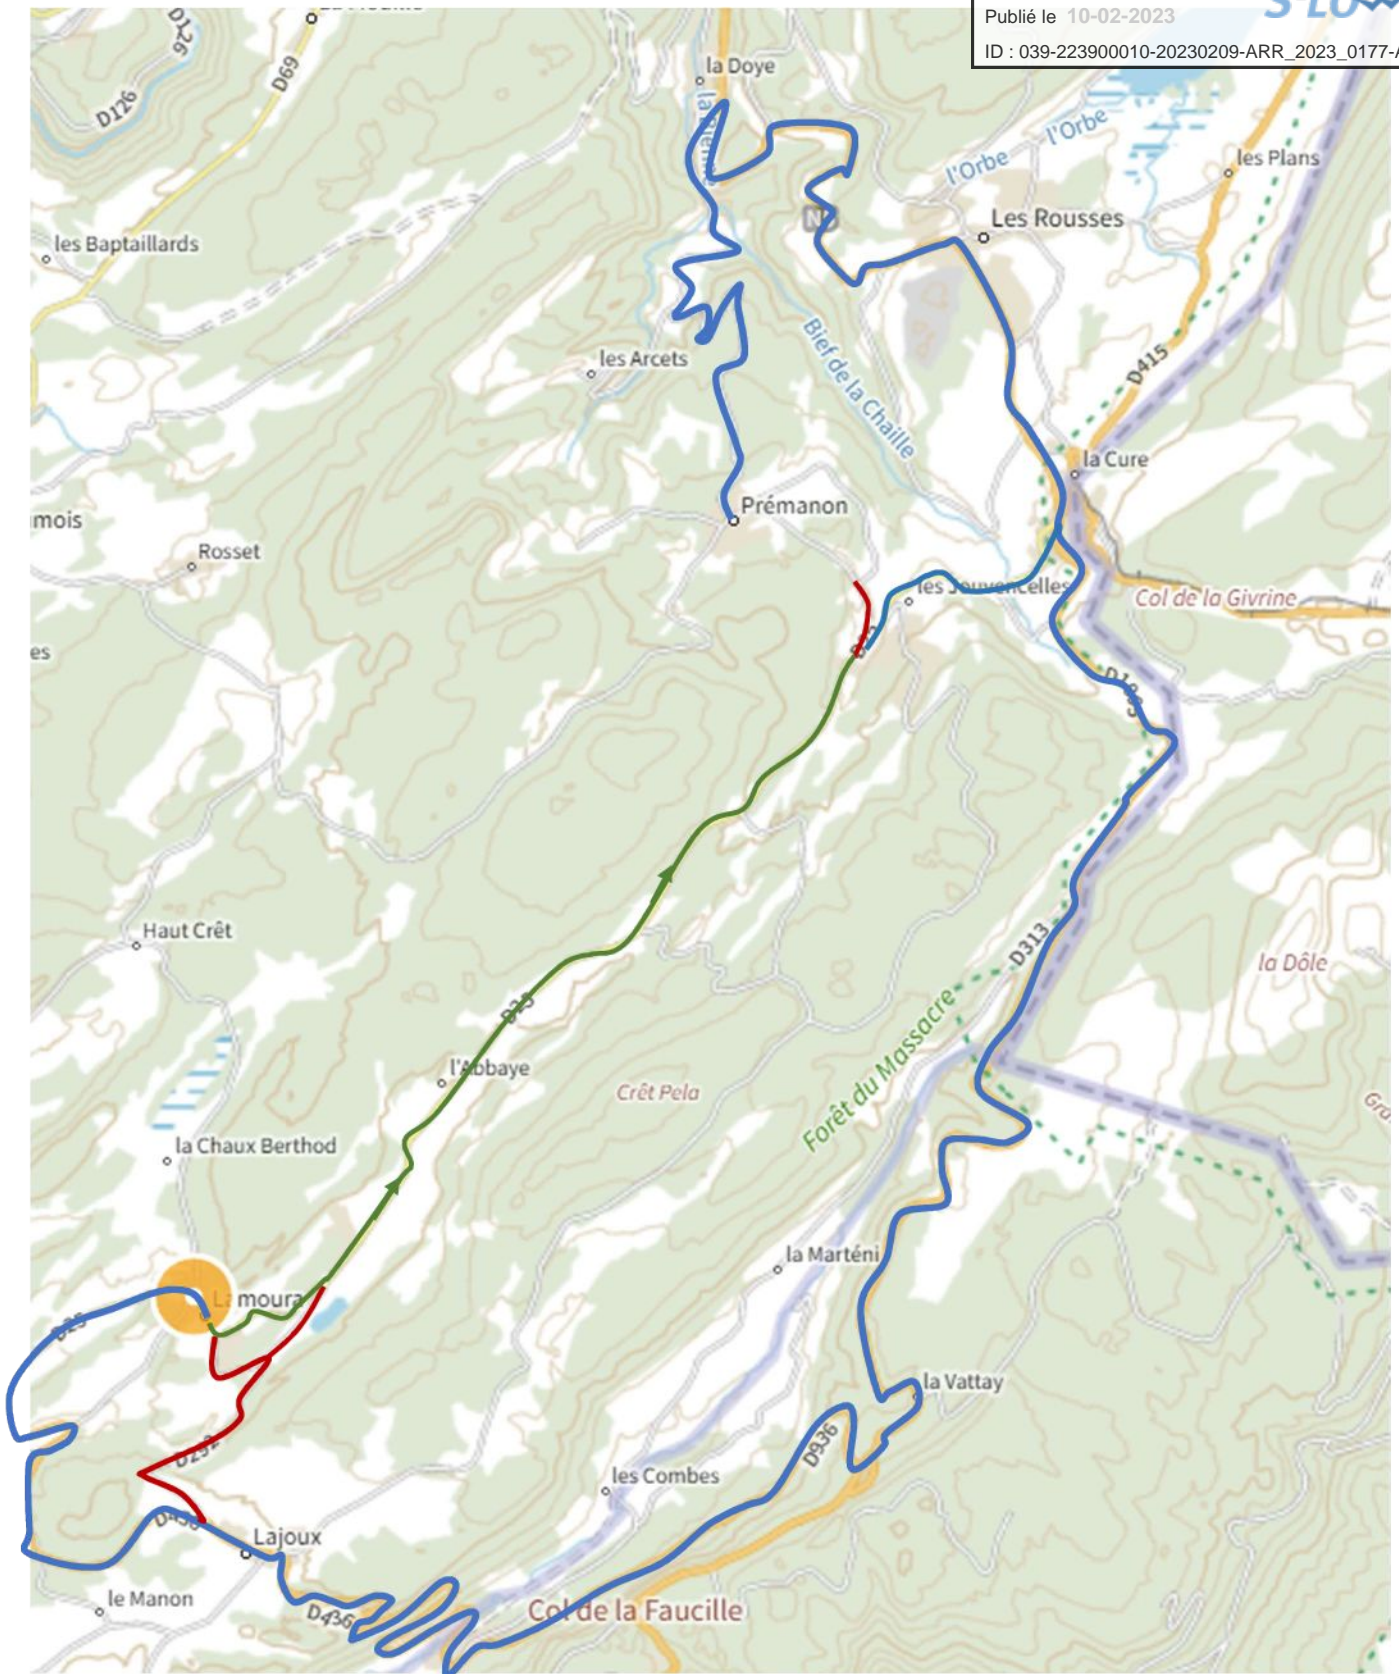 Publié le 10-02-2023
ID : 039-223900010-20230209-ARR_2023_0177-A
D126
D126
D69
la Doye
l'Orbe
l'Orbe
les Plans
Les Rousses
les Baptaillards
Bief de la Chaille
les Arcets
D415
la Cure
Prémanon
mois
Rosset
les Jouvencelles
Col de la Givrine
es
Haut Crêt
D313
la Dôle
D25
Forêt du Massacre
l'Abbaye
Crêt Pela
la Chaux Berthod
la Marténi
Lamoura
D25
la Vattay
D936
D292
les Combes
D436
Lajoux
le Manon
D436
Col de la Faucille